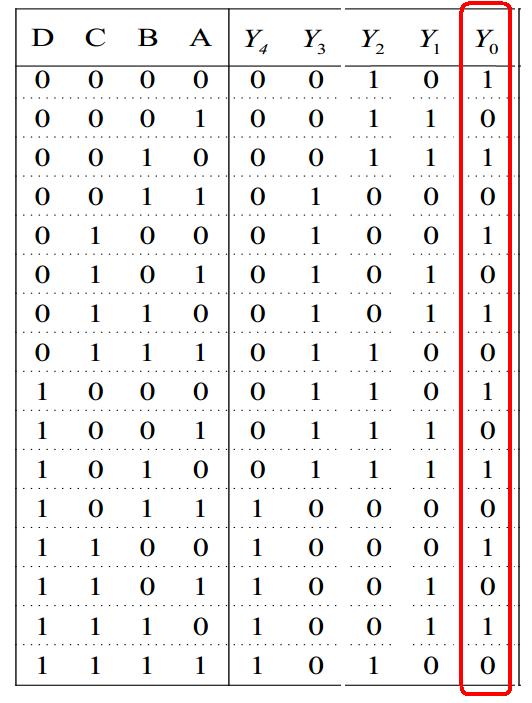 D C B A Y4 Y3 Y2 Y1 Y0
0 0 0 0 0 0 1 0 1
0 0 0 1 0 0 1 1 0
0 0 1 0 0 0 1 1 1
0 0 1 1 0 1 0 0 0
0 1 0 0 0 1 0 0 1
0 1 0 1 0 1 0 1 0
0 1 1 0 0 1 0 1 1
0 1 1 1 0 1 1 0 0
1 0 0 0 0 1 1 0 1
1 0 0 1 0 1 1 1 0
1 0 1 0 0 1 1 1 1
1 0 1 1 1 0 0 0 0
1 1 0 0 1 0 0 0 1
1 1 0 1 1 0 0 1 0
1 1 1 0 1 0 0 1 1
1 1 1 1 1 0 1 0 0